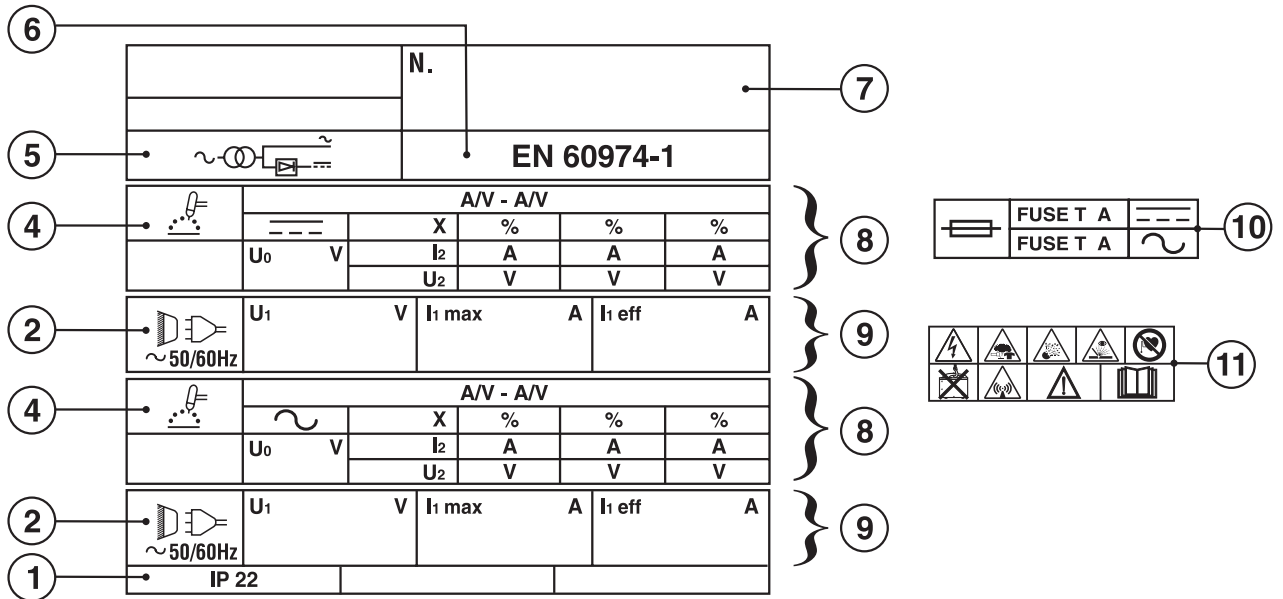 6
N.
7
5
EN 60974-1
4
A/V - A/V
X % % %
U0 V I2 A A A
U2 V V V
8
FUSE T A
FUSE T A
10
2
U1 V I1 max A I1 eff A
~ 50/60Hz
9
11
4
A/V - A/V
X % % %
U0 V I2 A A A
U2 V V V
8
2
U1 V I1 max A I1 eff A
~ 50/60Hz
9
1
IP 22